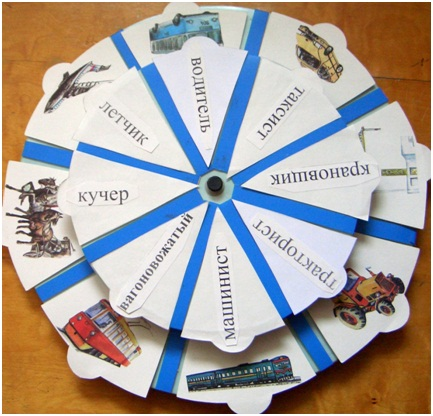 водитель
таксист
крановщик
тракторист
машинист
вагоновожатый
кучер
летчик